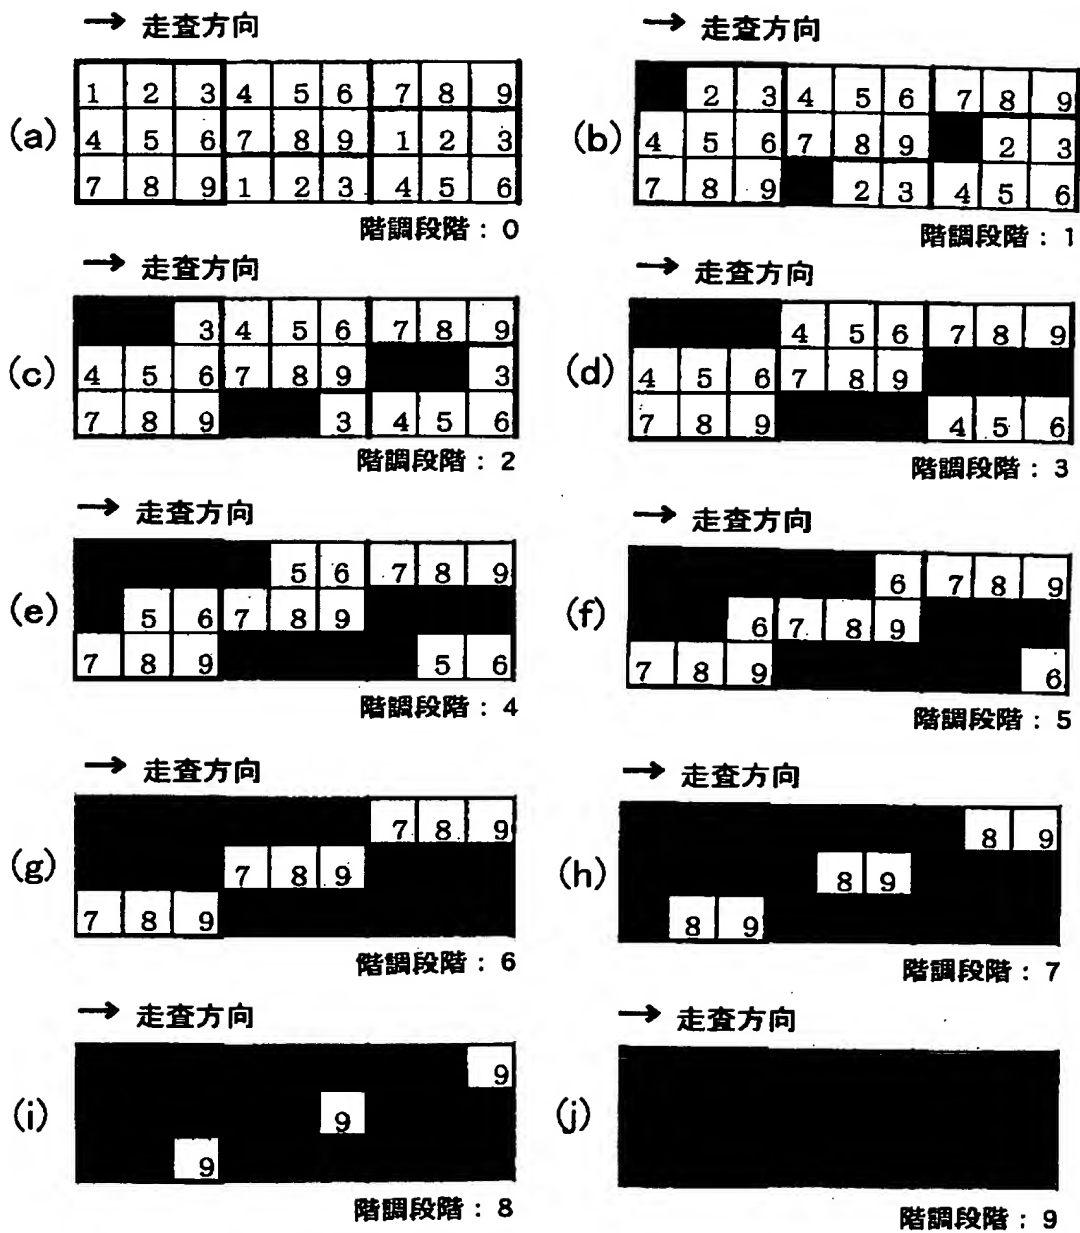 → 走査方向
(a)
1 2 3 4 5 6 7 8 9
4 5 6 7 8 9 1 2 3
7 8 9 1 2 3 4 5 6
階調段階：0
→ 走査方向
(b)
2 3 4 5 6 7 8 9
4 5 6 7 8 9 2 3
7 8 9 2 3 4 5 6
階調段階：1
→ 走査方向
(c)
3 4 5 6 7 8 9
4 5 6 7 8 9 3
7 8 9 3 4 5 6
階調段階：2
→ 走査方向
(d)
4 5 6 7 8 9
4 5 6 7 8 9
7 8 9 4 5 6
階調段階：3
→ 走査方向
(e)
5 6 7 8 9
5 6 7 8 9
7 8 9 5 6
階調段階：4
→ 走査方向
(f)
6 7 8 9
6 7 8 9
7 8 9 6
階調段階：5
→ 走査方向
(g)
7 8 9
7 8 9
7 8 9
階調段階：6
→ 走査方向
(h)
8 9
8 9
8 9
階調段階：7
→ 走査方向
(i)
9
9
9
階調段階：8
→ 走査方向
(j)
階調段階：9